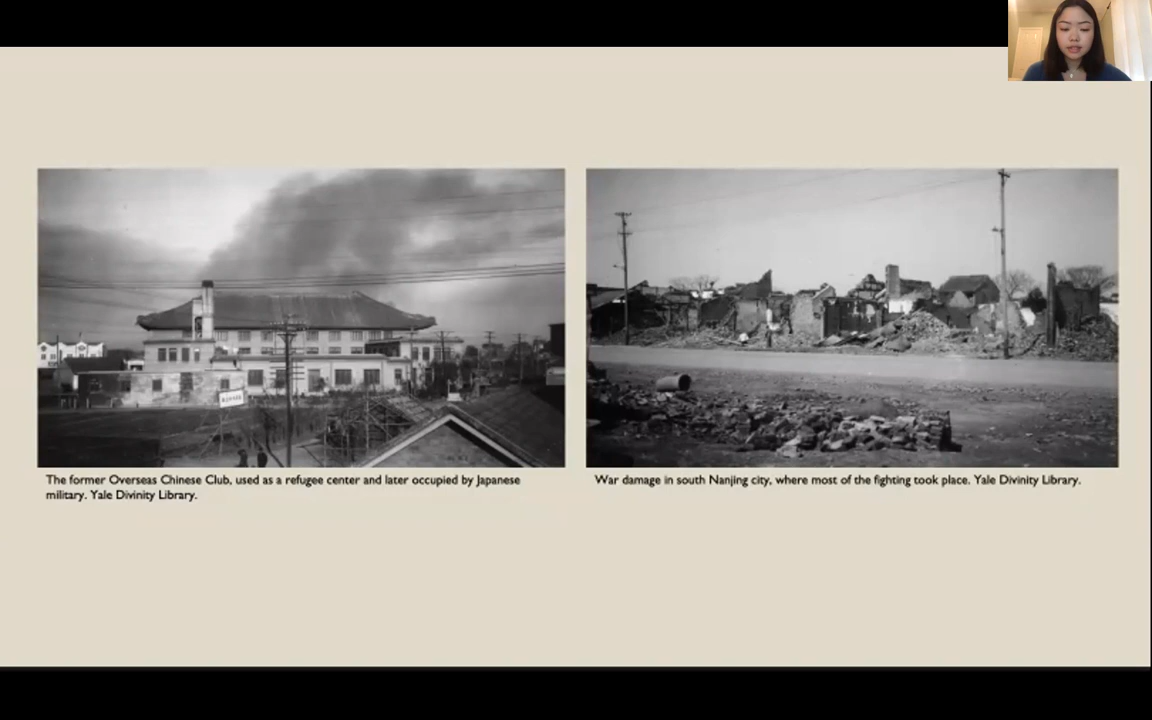 The former Overseas Chinese Club, used as a refugee center and later occupied by Japanese
military. Yale Divinity Library.
War damage in south Nanjing city, where most of the fighting took place. Yale Divinity Library.